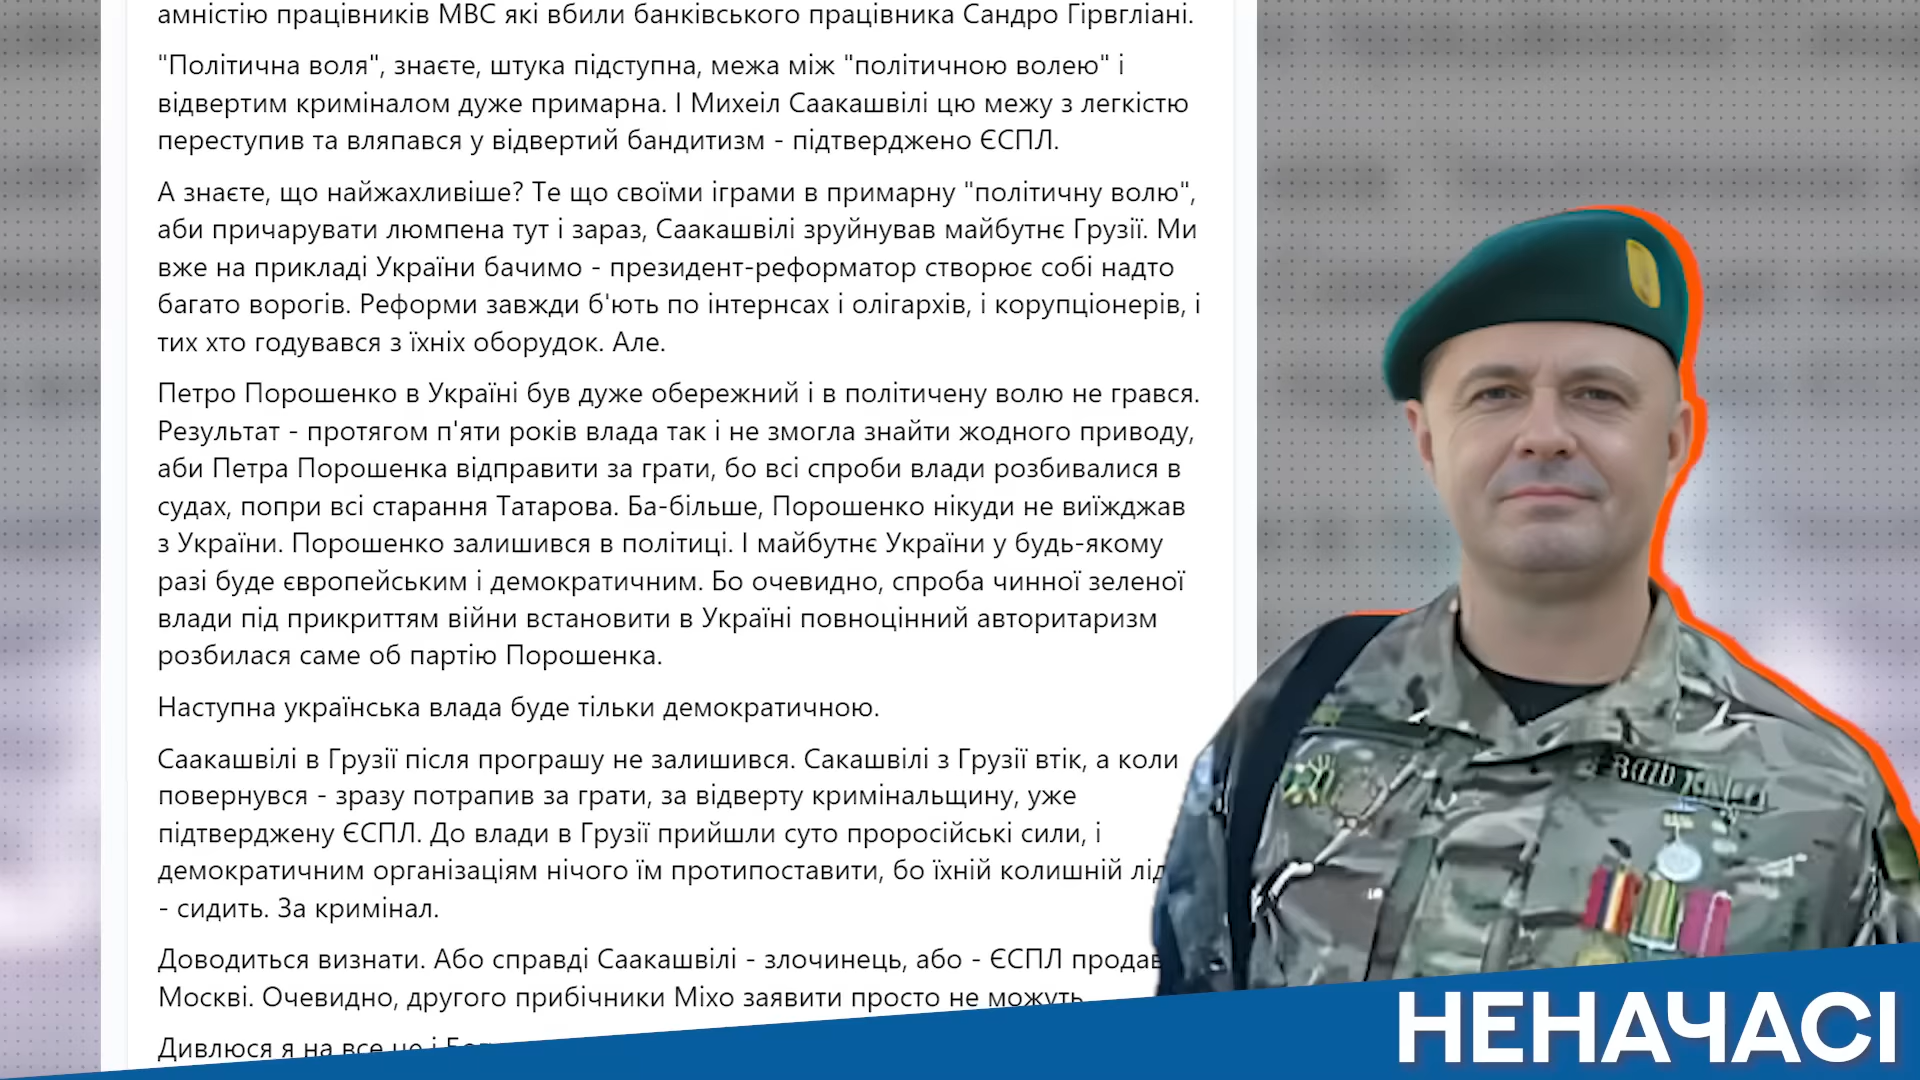 амністію працівників МВС які вбили банківського працівника Сандро Гірвгліані.
"Політична воля", знаєте, штука підступна, межа між "політичною волею" і
відвертим криміналом дуже примарна. І Михеіл Саакашвілі цю межу з легкістю
переступив та вляпався у відвертий бандитизм - підтверджено ЄСПЛ.
А знаєте, що найжахливіше? Те що своїми іграми в примарну "політичну волю",
аби причарувати люмпена тут і зараз, Саакашвілі зруйнував майбутнє Грузії. Ми
вже на прикладі України бачимо - президент-реформатор створює собі надто
багато ворогів. Реформи завжди б'ють по інтернсах і олігархів, і корупціонерів, і
тих хто годувався з їхніх оборудок. Але.
Петро Порошенко в Україні був дуже обережний і в політичену волю не грався.
Результат - протягом п'яти років влада так і не змогла знайти жодного приводу,
аби Петра Порошенка відправити за грати, бо всі спроби влади розбивалися в
судах, попри всі старання Татарова. Ба-більше, Порошенко нікуди не виїжджав
з України. Порошенко залишився в політиці. І майбутнє України у будь-якому
разі буде європейським і демократичним. Бо очевидно, спроба чинної зеленої
влади під прикриттям війни встановити в Україні повноцінний авторитаризм
розбилася саме об партію Порошенка.
Наступна українська влада буде тільки демократичною.
Саакашвілі в Грузії після програшу не залишився. Сакашвілі з Грузії втік, а коли
повернувся - зразу потрапив за грати, за відверту кримінальщину, уже
підтверджену ЄСПЛ. До влади в Грузії прийшли суто проросійські сили, і
демократичним організаціям нічого їм протипоставити, бо їхній колишній лід
- сидить. За кримінал.
Доводиться визнати. Або справді Саакашвілі - злочинець, або - ЄСПЛ продав
Москві. Очевидно, другого прибічники Міхо заявити просто не можуть
Дивлюся я на все це і
НЕНАЧАСІ